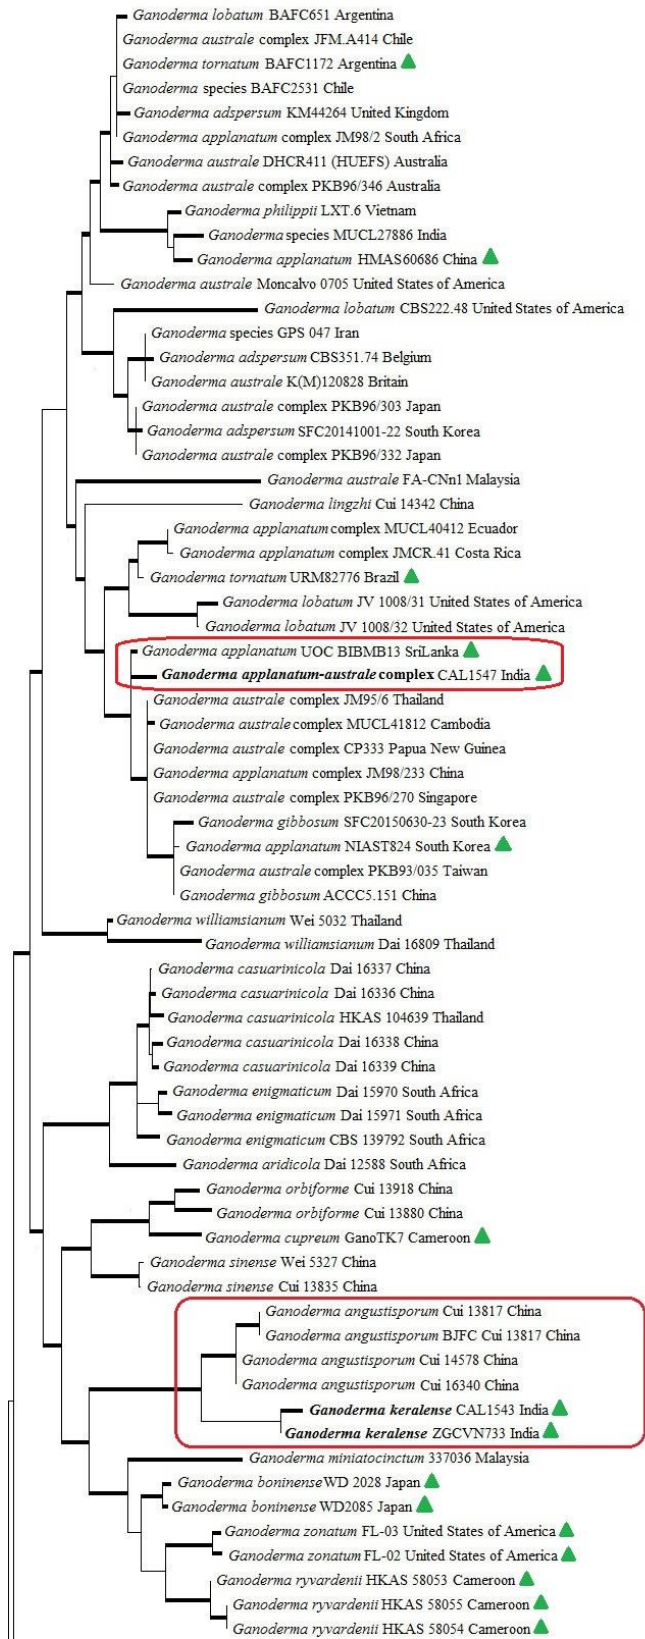 Ganoderma lobatum BAFC651 Argentina
Ganoderma australe complex JFM.A414 Chile
Ganoderma tornatum BAFC1172 Argentina
Ganoderma species BAFC2531 Chile
Ganoderma adspersum KM44264 United Kingdom
Ganoderma applanatum complex JM98/2 South Africa
Ganoderma australe DHCR411 (HUEFS) Australia
Ganoderma australe complex PKB96/346 Australia
Ganoderma philippii LXT.6 Vietnam
Ganoderma species MUCL27886 India
Ganoderma applanatum HMAS60686 China
Ganoderma australe Moncalvo 0705 United States of America
Ganoderma lobatum CBS222.48 United States of America
Ganoderma species GPS 047 Iran
Ganoderma adspersum CBS351.74 Belgium
Ganoderma australe K(M)120828 Britain
Ganoderma australe complex PKB96/303 Japan
Ganoderma adspersum SFC20141001-22 South Korea
Ganoderma australe complex PKB96/332 Japan
Ganoderma australe FA-CNn1 Malaysia
Ganoderma lingzhi Cui 14342 China
Ganoderma applanatum complex MUCL40412 Ecuador
Ganoderma applanatum complex JMCR.41 Costa Rica
Ganoderma tornatum URM82776 Brazil
Ganoderma lobatum JV 1008/31 United States of America
Ganoderma lobatum JV 1008/32 United States of America
Ganoderma applanatum UOC BIBMB13 SriLanka
Ganoderma applanatum-australe complex CAL1547 India
Ganoderma australe complex JM95/6 Thailand
Ganoderma australe complex MUCL41812 Cambodia
Ganoderma australe complex CP333 Papua New Guinea
Ganoderma applanatum complex JM98/233 China
Ganoderma australe complex PKB96/270 Singapore
Ganoderma gibbosum SFC20150630-23 South Korea
Ganoderma applanatum NIAST824 South Korea
Ganoderma australe complex PKB93/035 Taiwan
Ganoderma gibbosum ACCC5.151 China
Ganoderma williamsianum Wei 5032 Thailand
Ganoderma williamsianum Dai 16809 Thailand
Ganoderma casuarinicola Dai 16337 China
Ganoderma casuarinicola Dai 16336 China
Ganoderma casuarinicola HKAS 104639 Thailand
Ganoderma casuarinicola Dai 16338 China
Ganoderma casuarinicola Dai 16339 China
Ganoderma enigmaticum Dai 15970 South Africa
Ganoderma enigmaticum Dai 15971 South Africa
Ganoderma enigmaticum CBS 139792 South Africa
Ganoderma aridicola Dai 12588 South Africa
Ganoderma orbiforme Cui 13918 China
Ganoderma orbiforme Cui 13880 China
Ganoderma cupreum GanoTK7 Cameroon
Ganoderma sinense Wei 5327 China
Ganoderma sinense Cui 13835 China
Ganoderma angustisporum Cui 13817 China
Ganoderma angustisporum BJFC Cui 13817 China
Ganoderma angustisporum Cui 14578 China
Ganoderma angustisporum Cui 16340 China
Ganoderma keralense CAL1543 India
Ganoderma keralense ZGCVN733 India
Ganoderma miniatocinctum 337036 Malaysia
Ganoderma boninense WD 2028 Japan
Ganoderma boninense WD2085 Japan
Ganoderma zonatum FL-03 United States of America
Ganoderma zonatum FL-02 United States of America
Ganoderma ryvardenii HKAS 58053 Cameroon
Ganoderma ryvardenii HKAS 58055 Cameroon
Ganoderma ryvardenii HKAS 58054 Cameroon